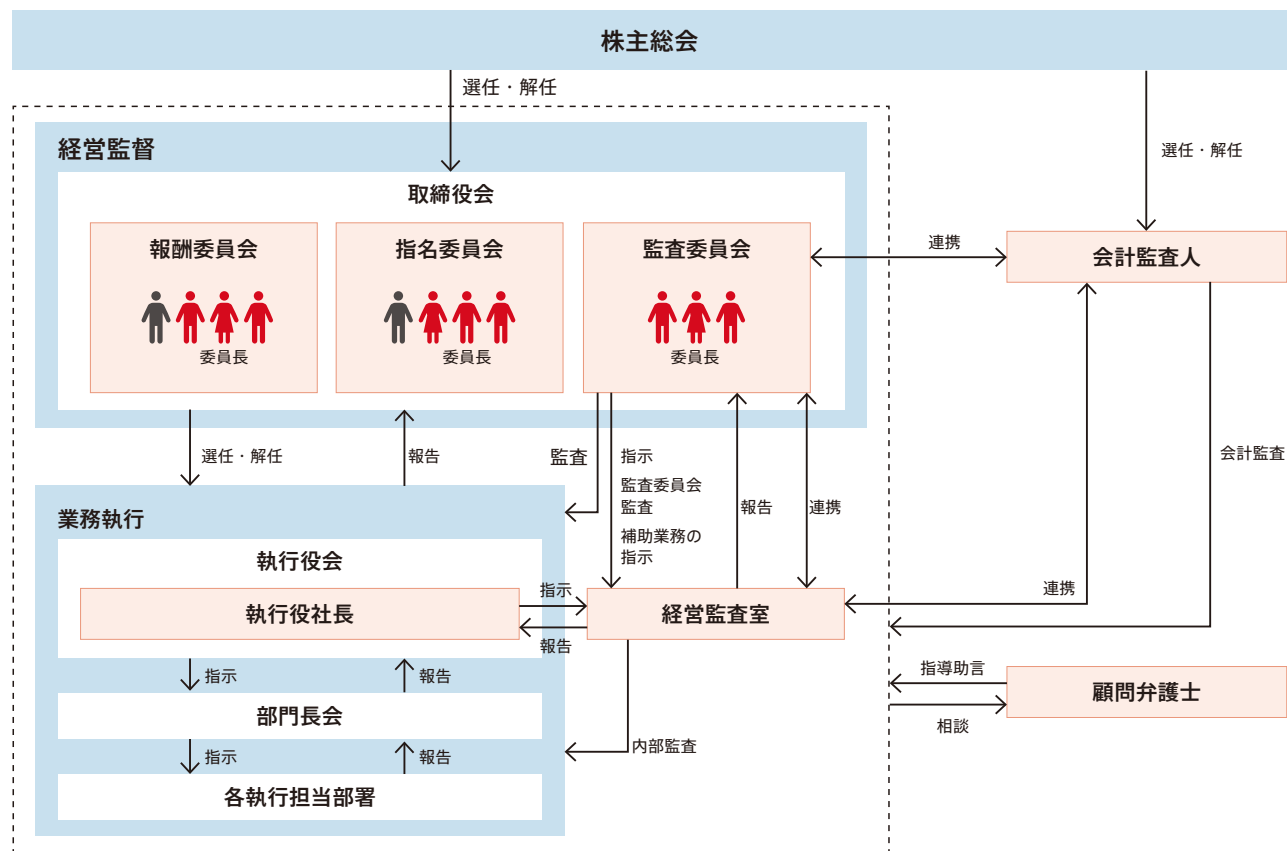 株主総会
選任・解任
選任・解任
経営監督
取締役会
報酬委員会
委員長
指名委員会
委員長
監査委員会
委員長
連携
会計監査人
選任・解任
報告
監査
指示
監査委員会
監査
補助業務の
指示
報告
連携
会計監査
業務執行
執行役会
執行役社長
指示
報告
経営監査室
連携
指示
報告
部門長会
指示
報告
各執行担当部署
内部監査
指導助言
相談
顧問弁護士